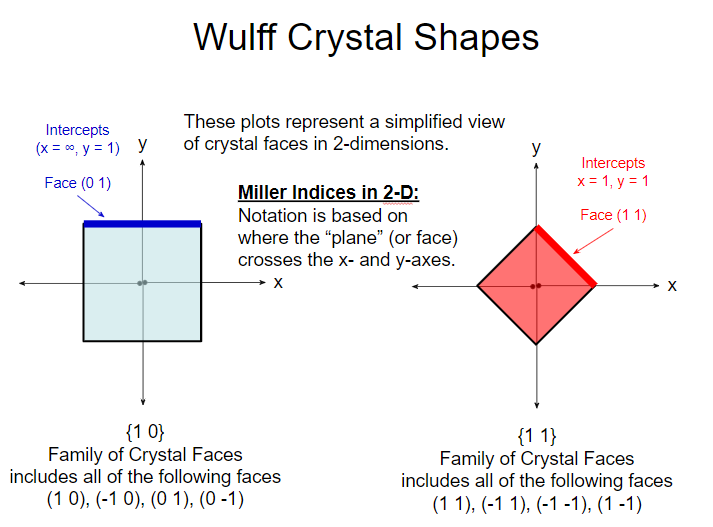 Wulff Crystal Shapes
These plots represent a simplified view
of crystal faces in 2-dimensions.
Intercepts
(x = ∞, y = 1)
Face (0 1)
y
x
Miller Indices in 2-D:
Notation is based on
where the “plane” (or face)
crosses the x- and y-axes.
y
x
Intercepts
x = 1, y = 1
Face (1 1)
{1 0}
Family of Crystal Faces
includes all of the following faces
(1 0), (-1 0), (0 1), (0 -1)
{1 1}
Family of Crystal Faces
includes all of the following faces
(1 1), (-1 1), (-1 -1), (1 -1)